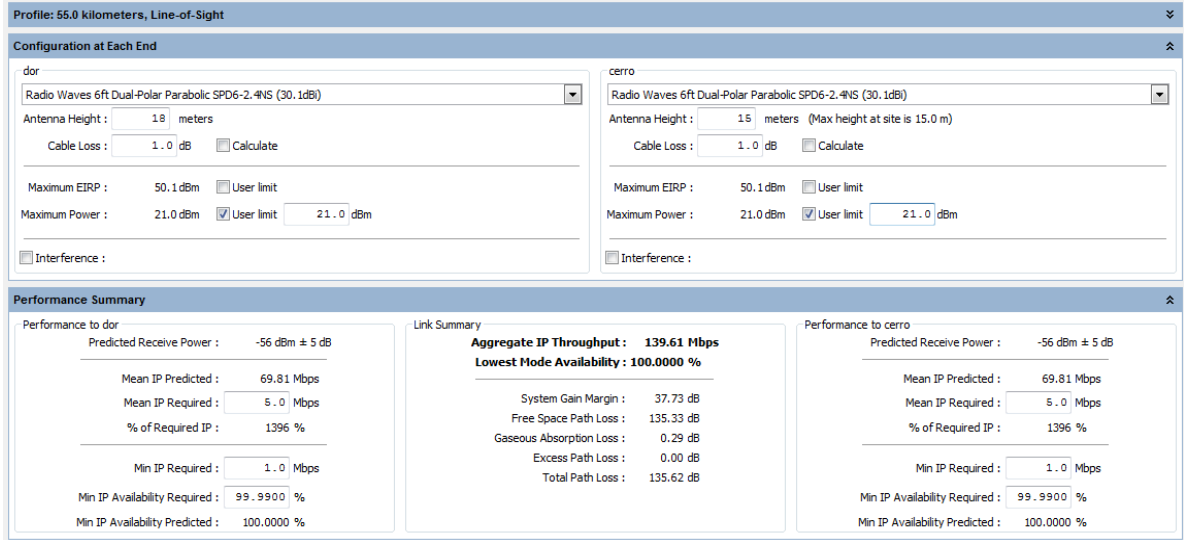 Profile: 55.0 kilometers, Line-of-Sight
Configuration at Each End
dor
Radio Waves 6ft Dual-Polar Parabolic SPD6-2.4NS (30.1dBi)
Antenna Height : 18 meters
Cable Loss : 1.0 dB Calculate
Maximum EIRP : 50.1 dBm User limit
Maximum Power : 21.0 dBm User limit 21.0 dBm
Interference :
cerro
Radio Waves 6ft Dual-Polar Parabolic SPD6-2.4NS (30.1dBi)
Antenna Height : 15 meters (Max height at site is 15.0 m)
Cable Loss : 1.0 dB Calculate
Maximum EIRP : 50.1 dBm User limit
Maximum Power : 21.0 dBm User limit 21.0 dBm
Interference :
Performance Summary
Performance to dor
Predicted Receive Power : -56 dBm ± 5 dB
Mean IP Predicted : 69.81 Mbps
Mean IP Required : 5.0 Mbps
% of Required IP : 1396 %
Min IP Required : 1.0 Mbps
Min IP Availability Required : 99.9900 %
Min IP Availability Predicted : 100.0000 %
Link Summary
Aggregate IP Throughput : 139.61 Mbps
Lowest Mode Availability : 100.0000 %
System Gain Margin : 37.73 dB
Free Space Path Loss : 135.33 dB
Gaseous Absorption Loss : 0.29 dB
Excess Path Loss : 0.00 dB
Total Path Loss : 135.62 dB
Performance to cerro
Predicted Receive Power : -56 dBm ± 5 dB
Mean IP Predicted : 69.81 Mbps
Mean IP Required : 5.0 Mbps
% of Required IP : 1396 %
Min IP Required : 1.0 Mbps
Min IP Availability Required : 99.9900 %
Min IP Availability Predicted : 100.0000 %